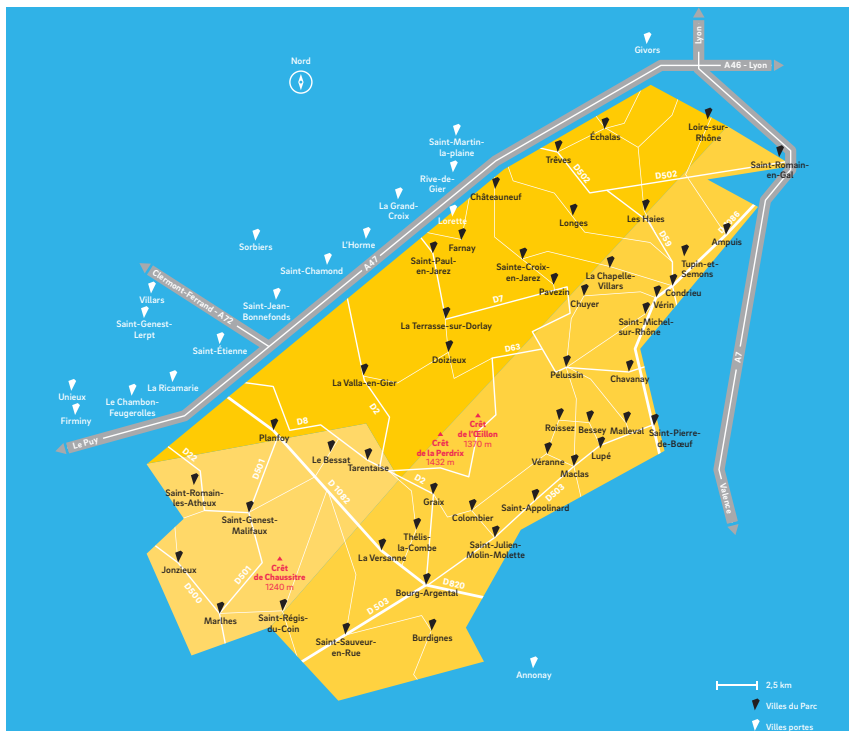 Lyon
Givors
A46 - Lyon
Nord
Loire-sur-
Rhône
Échalas
Saint-Martin-
la-plaine
Trèves
Saint-Romain-
en-Gal
Rive-de-
Gier
D502
D502
Châteauneuf
La Grand-
Croix
Lorette
Longes
Les Haies
Ampuis
L'Horme
Sorbiers
Farnay
D59
Saint-Paul-
en-Jarez
Sainte-Croix-
en-Jarez
Tupin-et-
Semons
A47
Saint-Chamond
La Chapelle-
Villars
Clermont-Ferrand - A72
Pavezin
Chuyer
Condrieu
Vérin
Villars
D7
Saint-Jean-
Bonnefonds
Saint-Genest-
Lerpt
La Terrasse-sur-Dorlay
Saint-Michel-
sur-Rhône
Saint-Étienne
Doizieux
D63
A7
La Valla-en-Gier
Pélussin
Chavanay
Unieux
La Ricamarie
Le Chambon-
Feugerolles
Firminy
D2
Le Puy
D8
Planfoy
Crêt
de l'Œillon
1370 m
Crêt
de la Perdrix
1432 m
Roissez
Bessey
Malleval
Saint-Pierre-
de-Bœuf
Lupé
Le Bessat
Tarentaise
D22
D501
Véranne
Maclas
D2
Saint-Romain-
les-Atheux
D1082
Graix
D503
Valence
Saint-Appolinard
Colombier
Saint-Genest-
Malifaux
Thélis-
la-Combe
Saint-Julien-
Molin-Molette
La Versanne
Jonzieux
Crêt
de Chaussitre
1240 m
D501
D500
D820
Bourg-Argental
D503
Marlhes
Saint-Régis-
du-Coin
Burdignes
Saint-Sauveur-
en-Rue
Annonay
2,5 km
Villes du Parc
Villes portes